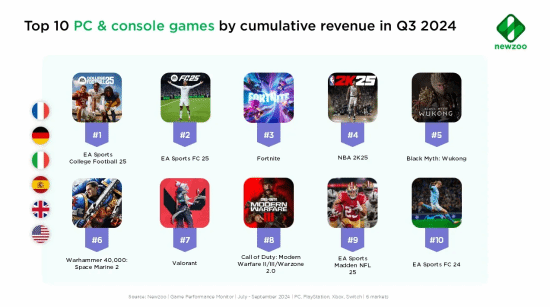 Top 10 PC & console games by cumulative revenue in Q3 2024
newzoo
COLLEGE FOOTBALL 25
FC25
FORTNITE
2K25
BLACK MYTH
WUKONG
#1
#2
#3
#4
#5
EA Sports
College Football 25
EA Sports FC 25
Fortnite
NBA 2K25
Black Myth: Wukong
MODERN
WARFARE
III
#6
#7
#8
#9
#10
Warhammer 40,000:
Space Marine 2
Valorant
Call of Duty: Modern
Warfare II/III/Warzone
2.0
EA Sports
Madden NFL
25
EA Sports FC 24
Source: Newzoo | Game Performance Monitor | July - September 2024 | PC, PlayStation, Xbox, Switch | 6 markets